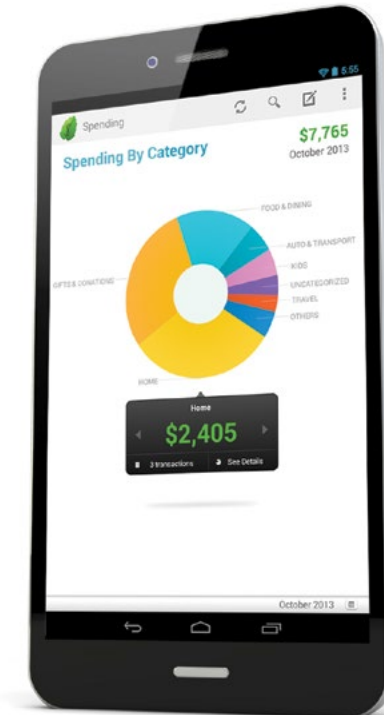 5:55
Spending
Spending By Category
$7,765
October 2013
FOOD & DINING
AUTO & TRANSPORT
KIDS
GIFTS & DONATIONS
UNCATEGORIZED
TRAVEL
OTHERS
HOME
Home
$2,405
3 transactions
See Details
October 2013